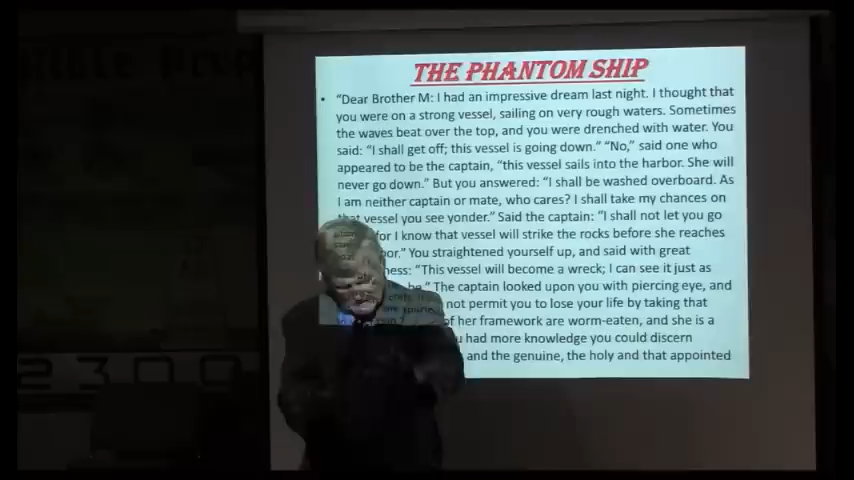 THE PHANTOM SHIP
• "Dear Brother M: I had an impressive dream last night. I thought that
you were on a strong vessel, sailing on very rough waters. Sometimes
the waves beat over the top, and you were drenched with water. You
said: "I shall get off; this vessel is going down." "No," said one who
appeared to be the captain, "this vessel sails into the harbor. She will
never go down." But you answered: "I shall be washed overboard. As
I am neither captain or mate, who cares? I shall take my chances on
that vessel you see yonder." Said the captain: "I shall not let you go
for I know that vessel will strike the rocks before she reaches
You straightened yourself up, and said with great
"This vessel will become a wreck; I can see it just as
be." The captain looked upon you with piercing eye, and
not permit you to lose your life by taking that
of her framework are worm-eaten, and she is a
had more knowledge you could discern
and the genuine, the holy and that appointed
2300